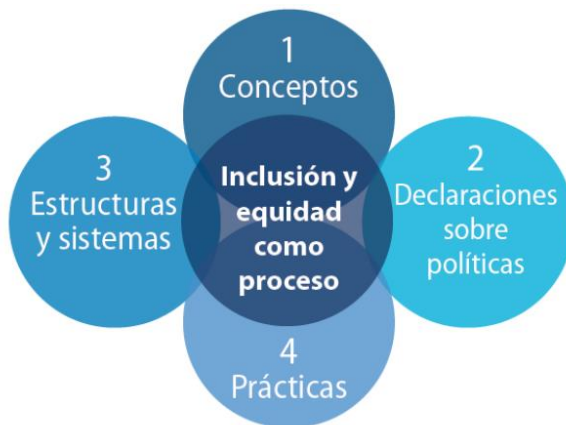 1
Conceptos
2
Declaraciones
sobre
políticas
3
Estructuras
y sistemas
Inclusión y
equidad
como
proceso
4
Prácticas